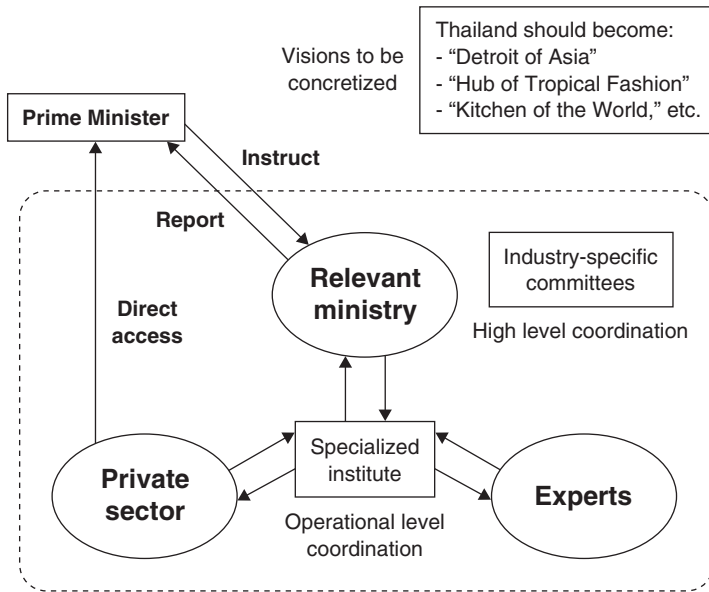 Visions to be
concretized
Thailand should become:
- “Detroit of Asia”
- “Hub of Tropical Fashion”
- “Kitchen of the World,” etc.
Prime Minister
Instruct
Report
Direct
access
Relevant
ministry
Industry-specific
committees
High level coordination
Private
sector
Specialized
institute
Operational level
coordination
Experts